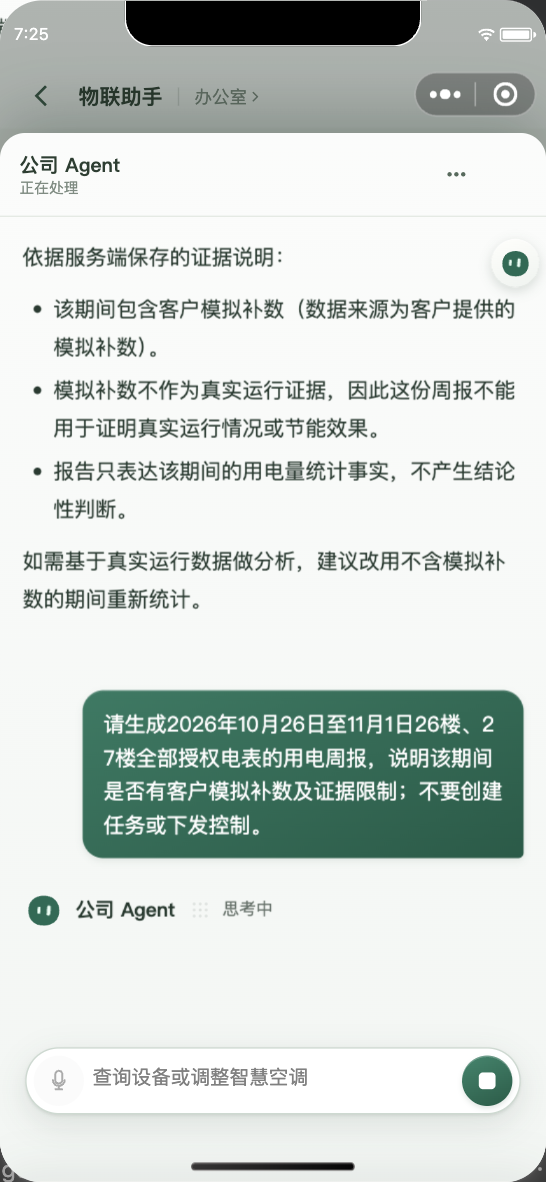 7:25
物联助手
办公室 >
公司 Agent
正在处理
依据服务端保存的证据说明：
• 该期间包含客户模拟补数（数据来源为客户提供的
模拟补数）。
• 模拟补数不作为真实运行证据，因此这份周报不能
用于证明真实运行情况或节能效果。
• 报告只表达该期间的用电量统计事实，不产生结论
性判断。
如需基于真实运行数据做分析，建议改用不含模拟补
数的期间重新统计。
请生成2026年10月26日至11月1日26楼、2
7楼全部授权电表的用电周报，说明该期间
是否有客户模拟补数及证据限制；不要创建
任务或下发控制。
公司 Agent 思考中
查询设备或调整智慧空调